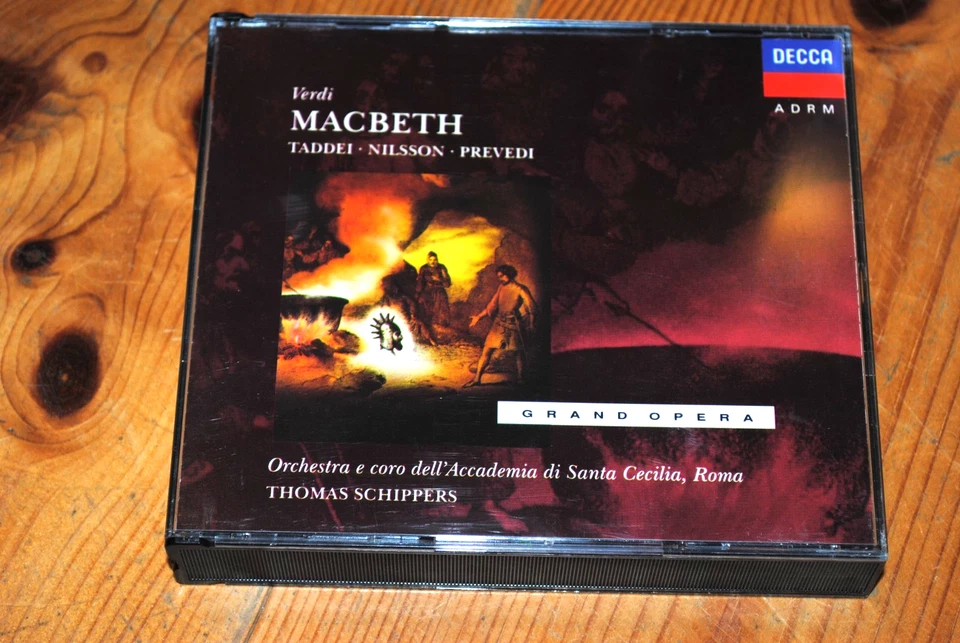 DECCA
ADRM
Verdi
MACBETH
TADDEI · NILSSON · PREVEDI
GRAND OPERA
Orchestra e coro dell'Accademia di Santa Cecilia, Roma
THOMAS SCHIPPERS